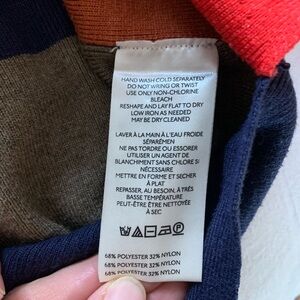 HAND WASH COLD SEPARATELY
DO NOT WRING OR TWIST
USE ONLY NON-CHLORINE
BLEACH
RESHAPE AND LAY FLAT TO DRY
LOW IRON AS NEEDED
MAY BE DRY CLEANED
LAVER À LA MAIN À L'EAU FROIDE
SÉPARÉMENT
NE PAS TORDRE OU ESSORER
UTILISER UN AGENT DE
BLANCHIMENT SANS CHLORE SI
NÉCESSAIRE
METTRE EN FORME ET SECHER
À PLAT
REPASSER, AU BESOIN, À TRÈS
BASSE TEMPÉRATURE
PEUT-ÊTRE ÊTRE NETTOYÉE
À SEC
68% POLYESTER 32% NYLON
68% POLYESTER 32% NYLON
68% POLYESTER 32% NYLON